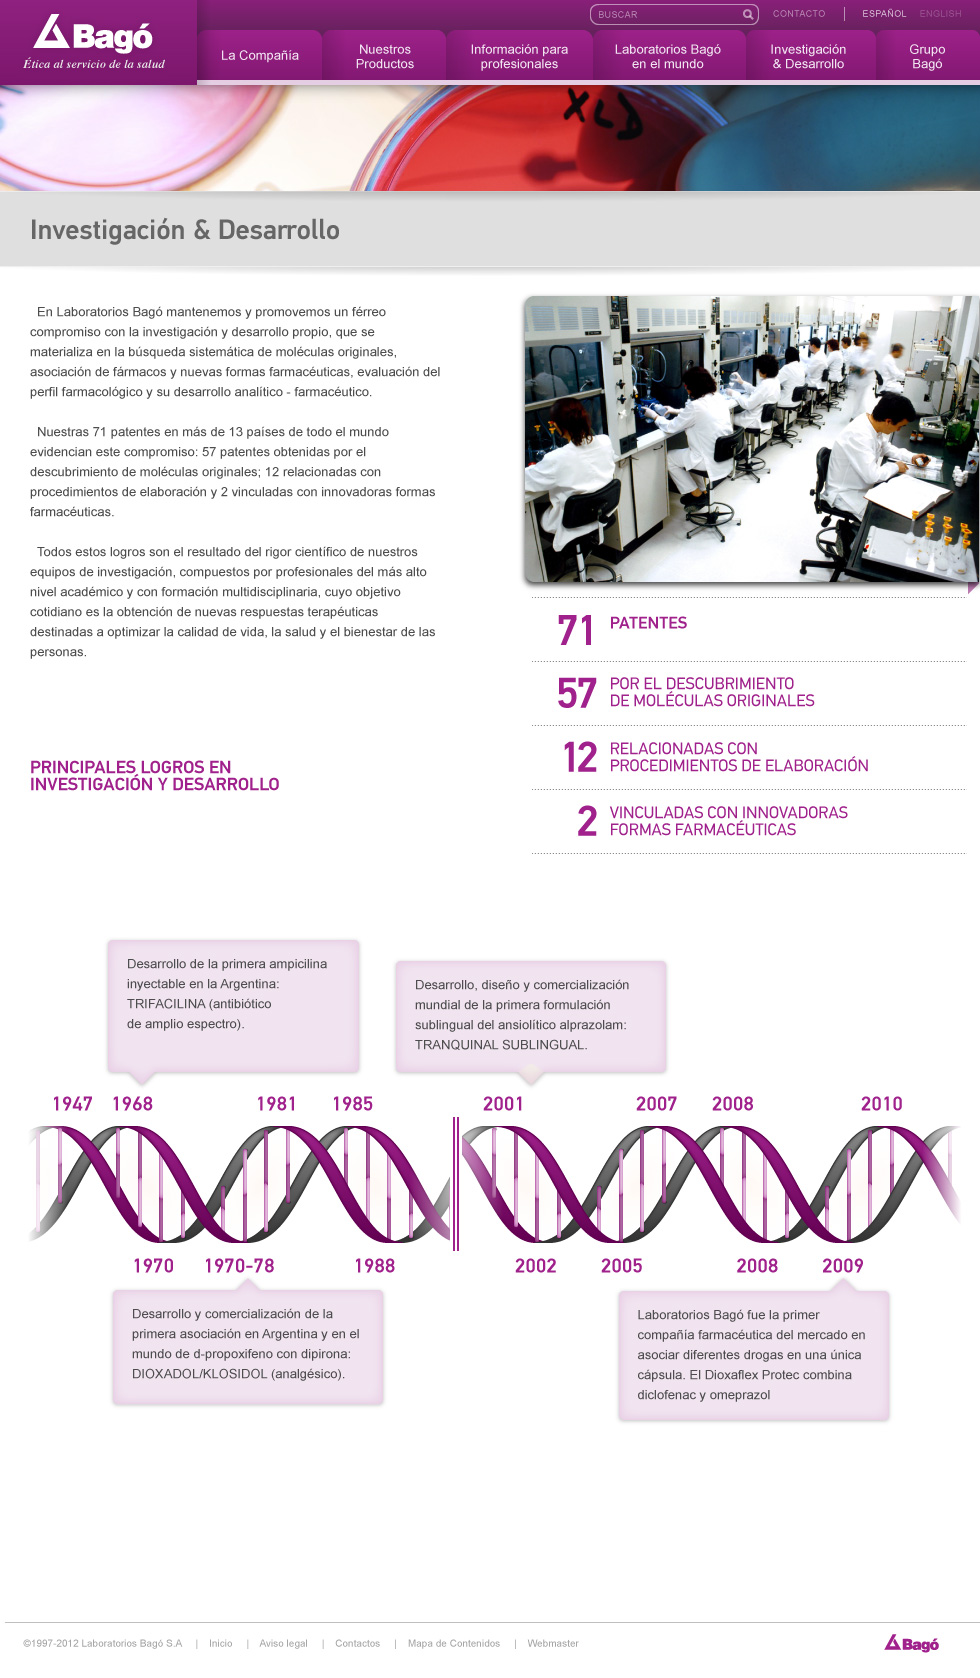 Bagó
Ética al servicio de la salud
BUSCAR
CONTACTO
ESPAÑOL
ENGLISH
La Compañía
Nuestros
Productos
Información para
profesionales
Laboratorios Bagó
en el mundo
Investigación
& Desarrollo
Grupo
Bagó
XLD
Investigación & Desarrollo
En Laboratorios Bagó mantenemos y promovemos un férreo
compromiso con la investigación y desarrollo propio, que se
materializa en la búsqueda sistemática de moléculas originales,
asociación de fármacos y nuevas formas farmacéuticas, evaluación del
perfil farmacológico y su desarrollo analítico - farmacéutico.
Nuestras 71 patentes en más de 13 países de todo el mundo
evidencian este compromiso: 57 patentes obtenidas por el
descubrimiento de moléculas originales; 12 relacionadas con
procedimientos de elaboración y 2 vinculadas con innovadoras formas
farmacéuticas.
Todos estos logros son el resultado del rigor científico de nuestros
equipos de investigación, compuestos por profesionales del más alto
nivel académico y con formación multidisciplinaria, cuyo objetivo
cotidiano es la obtención de nuevas respuestas terapéuticas
destinadas a optimizar la calidad de vida, la salud y el bienestar de las
personas.
71 PATENTES
57 POR EL DESCUBRIMIENTO
DE MOLÉCULAS ORIGINALES
12 RELACIONADAS CON
PROCEDIMIENTOS DE ELABORACIÓN
2 VINCULADAS CON INNOVADORAS
FORMAS FARMACÉUTICAS
PRINCIPALES LOGROS EN
INVESTIGACIÓN Y DESARROLLO
Desarrollo de la primera ampicilina
inyectable en la Argentina:
TRIFACILINA (antibiótico
de amplio espectro).
Desarrollo, diseño y comercialización
mundial de la primera formulación
sublingual del ansiolítico alprazolam:
TRANQUINAL SUBLINGUAL.
1947 1968 1981 1985 2001 2007 2008 2010
1970 1970-78 1988 2002 2005 2008 2009
Desarrollo y comercialización de la
primera asociación en Argentina y en el
mundo de d-propoxifeno con dipirona:
DIOXADOL/KLOSIDOL (analgésico).
Laboratorios Bagó fue la primer
compañía farmacéutica del mercado en
asociar diferentes drogas en una única
cápsula. El Dioxaflex Protec combina
diclofenac y omeprazol
©1997-2012 Laboratorios Bagó S.A | Inicio | Aviso legal | Contactos | Mapa de Contenidos | Webmaster
Bagó